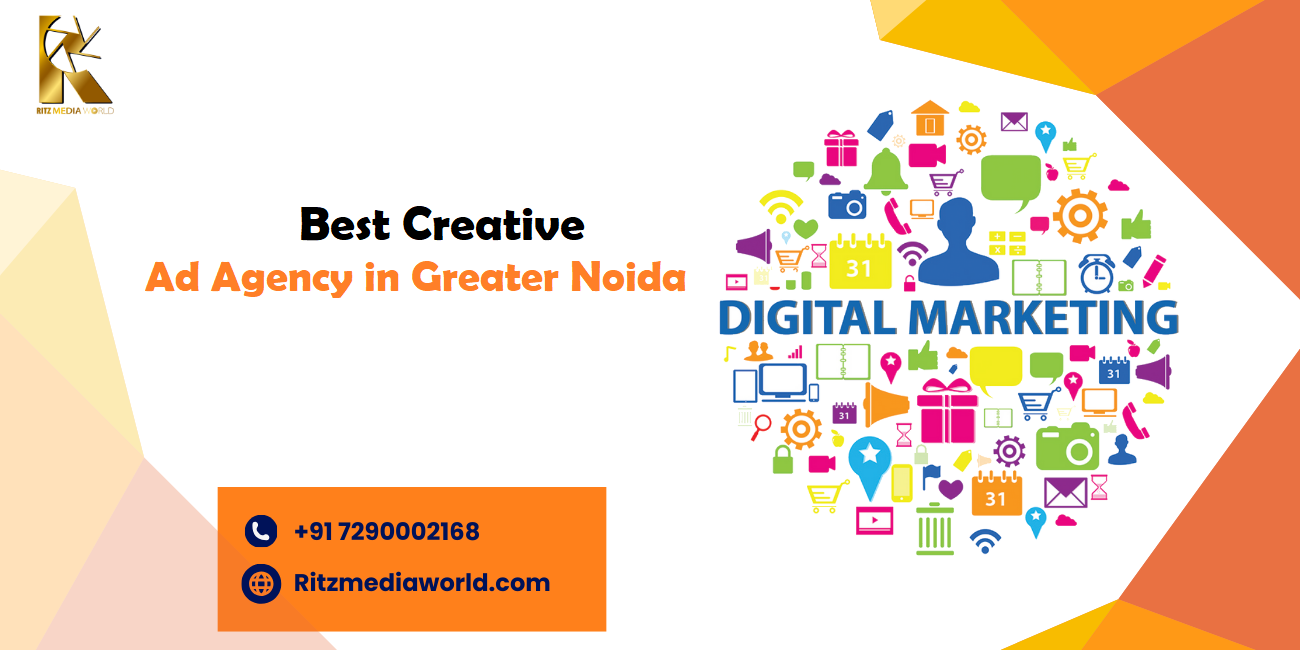 RITZ MEDIA WORLD
Best Creative
Ad Agency in Greater Noida
31
DIGITAL MARKETING
31
31
31
+91 7290002168
Ritzmediaworld.com